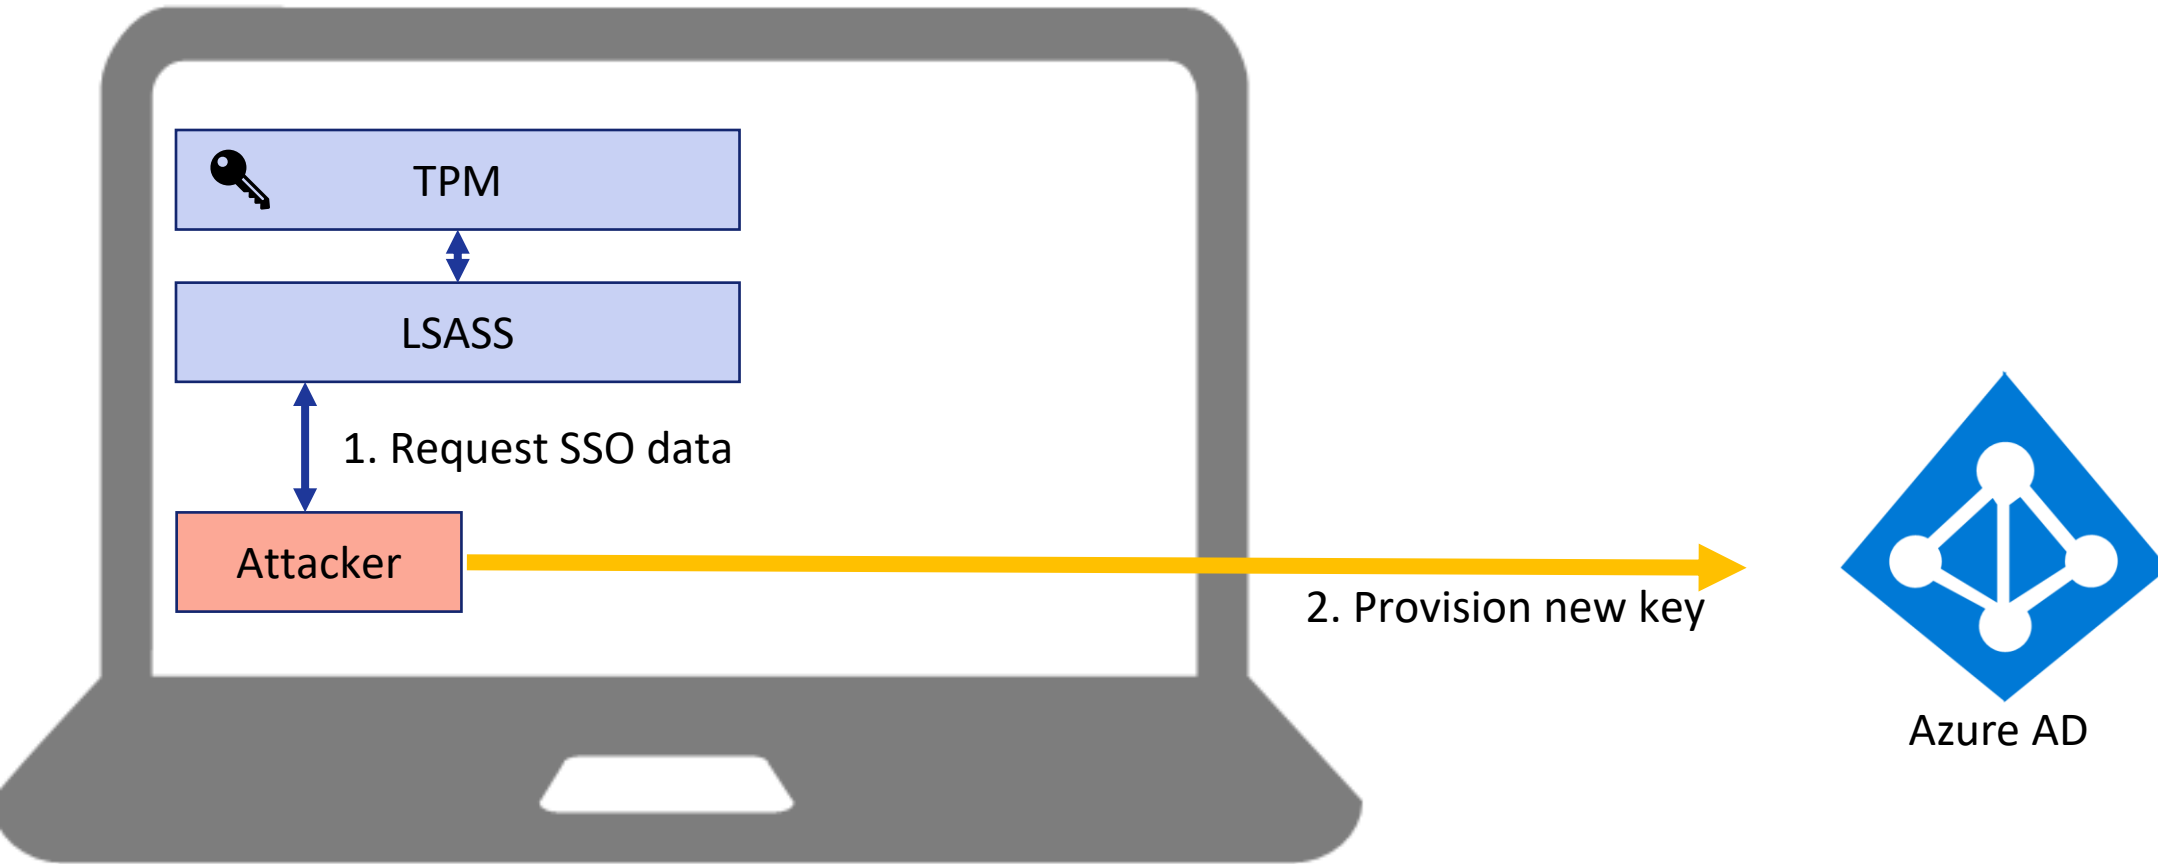 TPM
LSASS
1. Request SSO data
Attacker
2. Provision new key
Azure AD